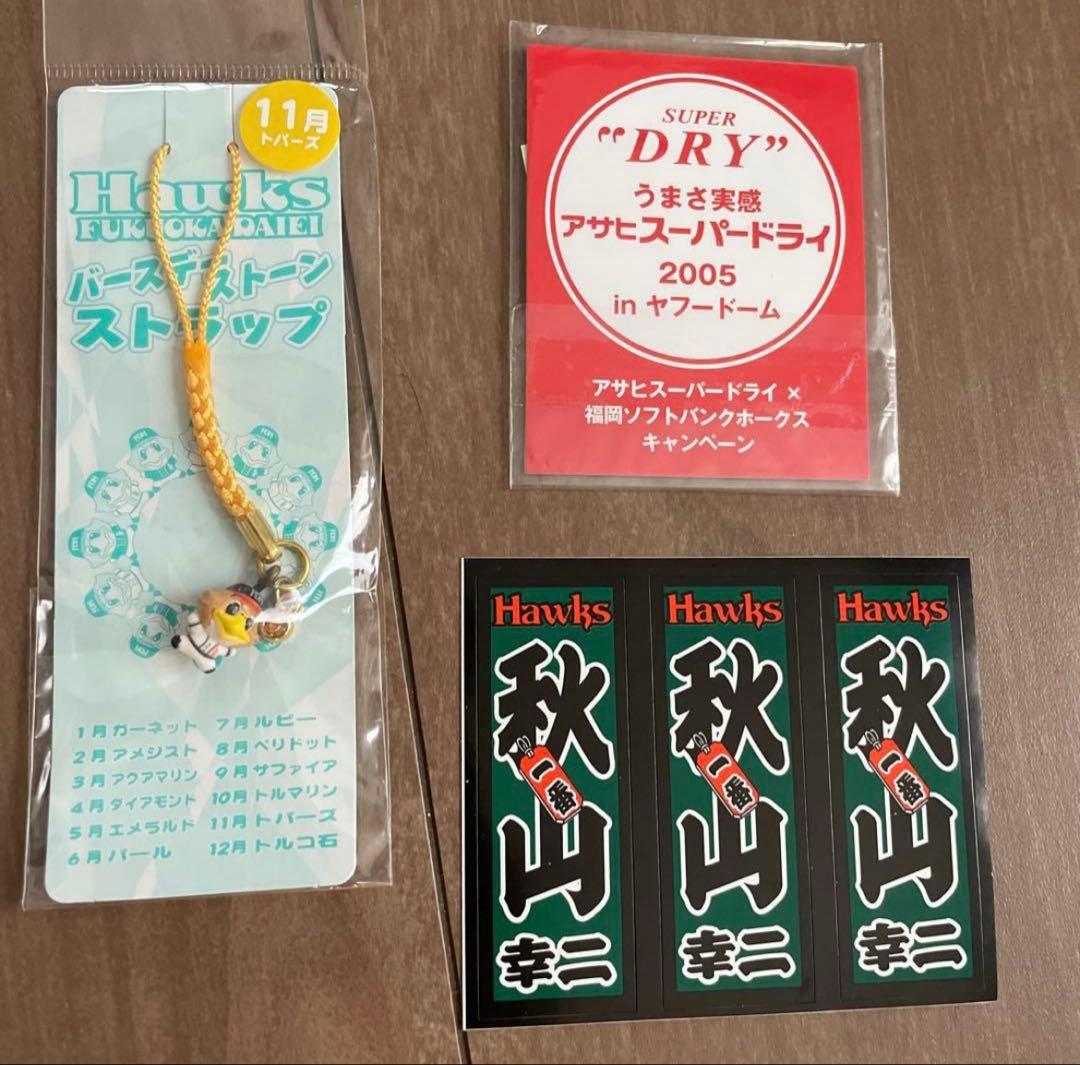 11月
トパーズ
Hawks
FUKUOKA DAIEI
バースデーストーン
ストラップ
1月 ガーネット 7月 ルビー
2月 アメジスト 8月 ペリドット
3月 アクアマリン 9月 サファイア
4月 ダイアモンド 10月 トルマリン
5月 エメラルド 11月 トパーズ
6月 パール 12月 トルコ石
SUPER
"DRY"
うまさ実感
アサヒスーパードライ
2005
in ヤフードーム
アサヒスーパードライ ×
福岡ソフトバンクホークス
キャンペーン
Hawks
秋山
一番
幸二
Hawks
秋山
一番
幸二
Hawks
秋山
一番
幸二